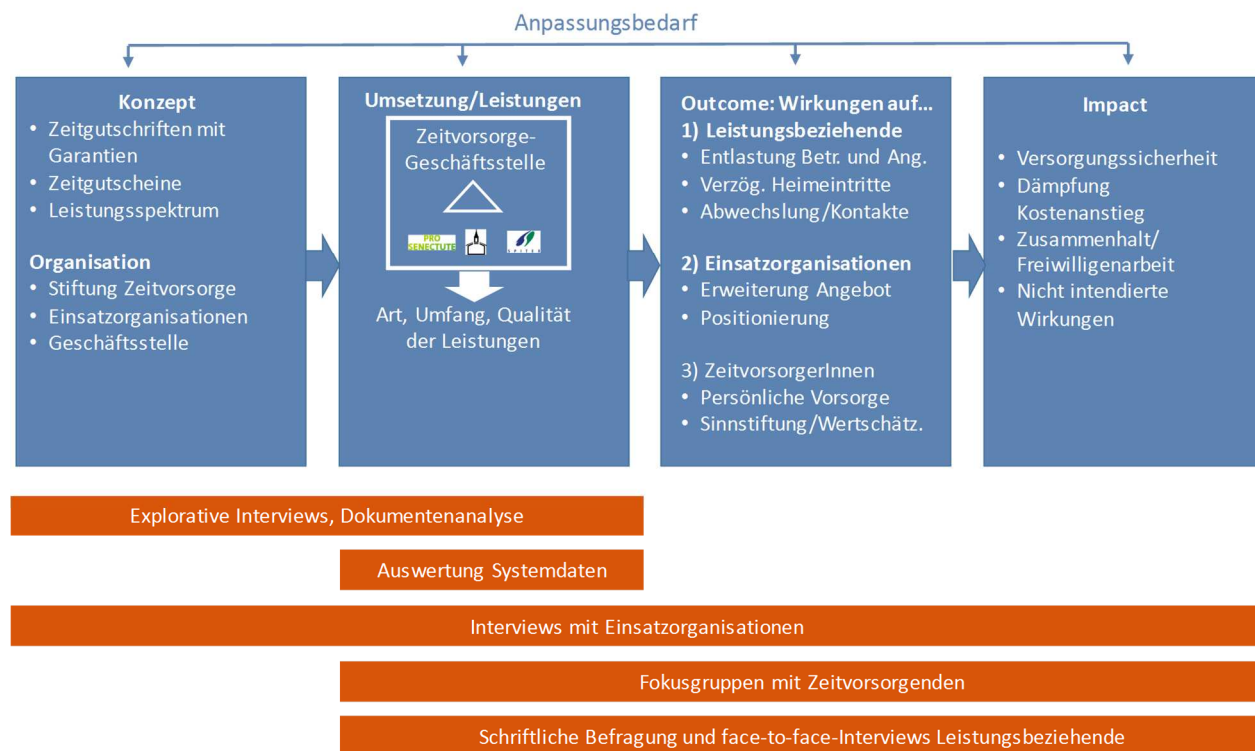 Anpassungsbedarf
Konzept
• Zeitgutschriften mit
Garantien
• Zeitgutscheine
• Leistungsspektrum
Organisation
• Stiftung Zeitvorsorge
• Einsatzorganisationen
• Geschäftsstelle
Umsetzung/Leistungen
Zeitvorsorge-
Geschäftsstelle
PRO
SENECTUTE
SPITEX
Art, Umfang, Qualität
der Leistungen
Outcome: Wirkungen auf…
1) Leistungsbeziehende
• Entlastung Betr. und Ang.
• Verzög. Heimeintritte
• Abwechslung/Kontakte
2) Einsatzorganisationen
• Erweiterung Angebot
• Positionierung
3) ZeitvorsorgerInnen
• Persönliche Vorsorge
• Sinnstiftung/Wertschätz.
Impact
• Versorgungssicherheit
• Dämpfung
Kostenanstieg
• Zusammenhalt/
Freiwilligenarbeit
• Nicht intendierte
Wirkungen
Explorative Interviews, Dokumentenanalyse
Auswertung Systemdaten
Interviews mit Einsatzorganisationen
Fokusgruppen mit Zeitvorsorgenden
Schriftliche Befragung und face-to-face-Interviews Leistungsbeziehende